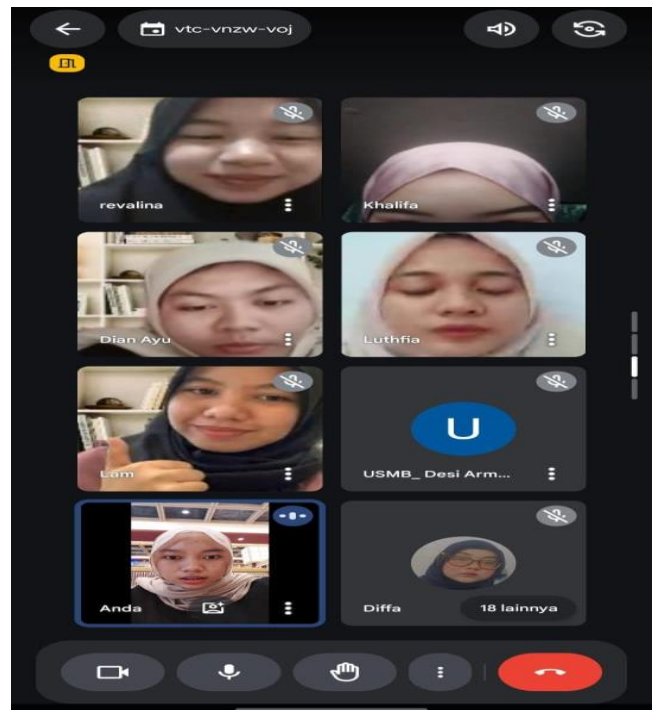 vtc-vnzw-voj
revalina
Khalifa
Dian Ayu
Luthfia
Lam
U
USMB_ Desi Arm...
Anda
Diffa
18 lainnya